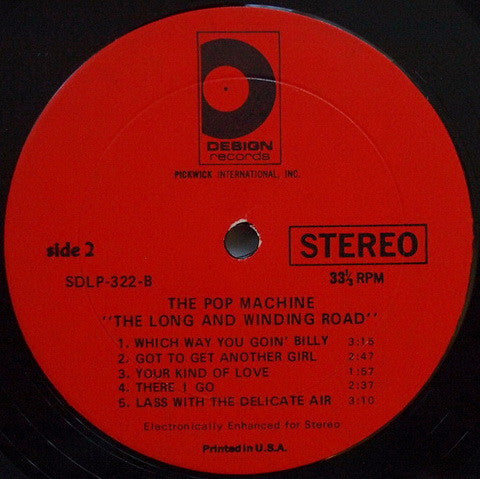 DESIGN
records
PICKWICK INTERNATIONAL, INC.
side 2
STEREO
SDLP-322-B
33⅓ RPM
THE POP MACHINE
"THE LONG AND WINDING ROAD"
1. WHICH WAY YOU GOIN' BILLY 3:15
2. GOT TO GET ANOTHER GIRL 2:47
3. YOUR KIND OF LOVE 1:57
4. THERE I GO 2:37
5. LASS WITH THE DELICATE AIR 3:10
Electronically Enhanced for Stereo
Printed in U.S.A.